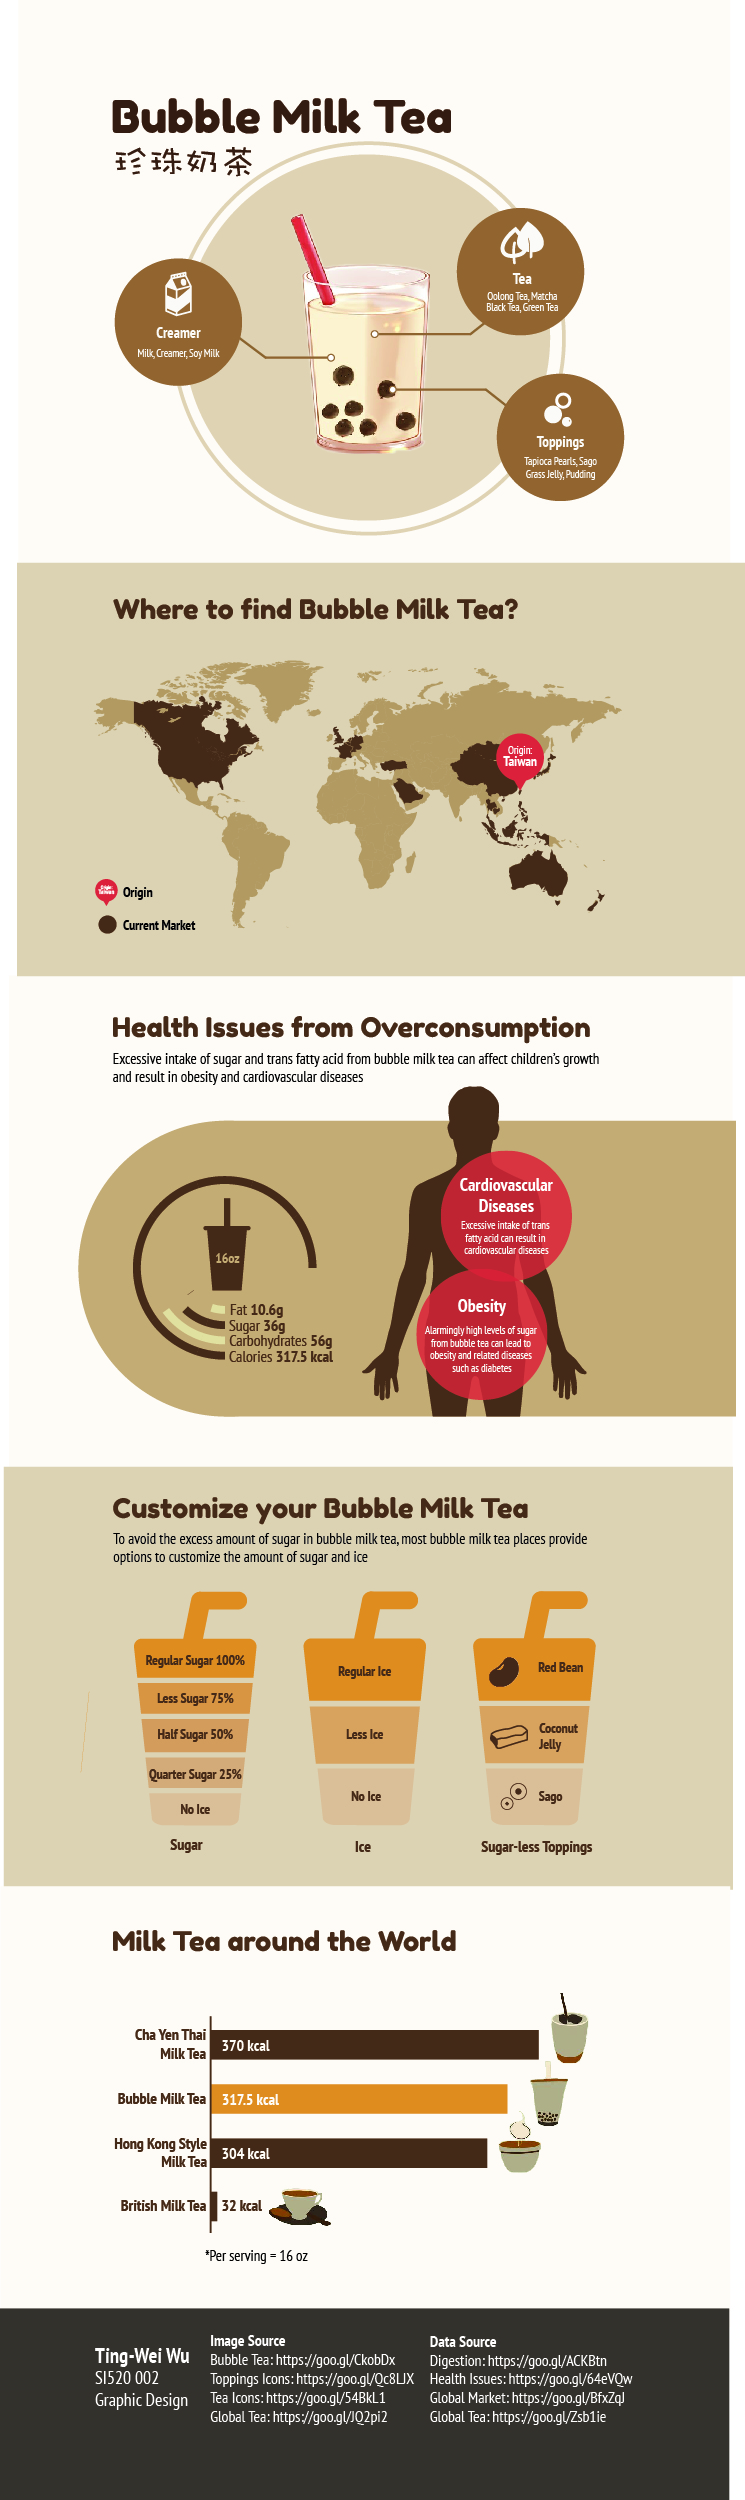 Bubble Milk Tea
珍珠奶茶
Tea
Oolong Tea, Matcha
Black Tea, Green Tea
Creamer
Milk, Creamer, Soy Milk
Toppings
Tapioca Pearls, Sago
Grass Jelly, Pudding
Where to find Bubble Milk Tea?
Origin:
Taiwan
Origin:
Taiwan
Origin
Current Market
Health Issues from Overconsumption
Excessive intake of sugar and trans fatty acid from bubble milk tea can affect children's growth
and result in obesity and cardiovascular diseases
16oz
Fat 10.6g
Sugar 36g
Carbohydrates 56g
Calories 317.5 kcal
Cardiovascular
Diseases
Excessive intake of trans
fatty acid can result in
cardiovascular diseases
Obesity
Alarmingly high levels of sugar
from bubble tea can lead to
obesity and related diseases
such as diabetes
Customize your Bubble Milk Tea
To avoid the excess amount of sugar in bubble milk tea, most bubble milk tea places provide
options to customize the amount of sugar and ice
Regular Sugar 100%
Less Sugar 75%
Half Sugar 50%
Quarter Sugar 25%
No Ice
Sugar
Regular Ice
Less Ice
No Ice
Ice
Red Bean
Coconut
Jelly
Sago
Sugar-less Toppings
Milk Tea around the World
Cha Yen Thai
Milk Tea
370 kcal
Bubble Milk Tea
317.5 kcal
Hong Kong Style
Milk Tea
304 kcal
British Milk Tea
32 kcal
*Per serving = 16 oz
Ting-Wei Wu
SI520 002
Graphic Design
Image Source
Bubble Tea: https://goo.gl/CkobDx
Toppings Icons: https://goo.gl/Qc8LJX
Tea Icons: https://goo.gl/54BkL1
Global Tea: https://goo.gl/JQ2pi2
Data Source
Digestion: https://goo.gl/ACKBtn
Health Issues: https://goo.gl/64eVQw
Global Market: https://goo.gl/BfxZqJ
Global Tea: https://goo.gl/Zsb1ie